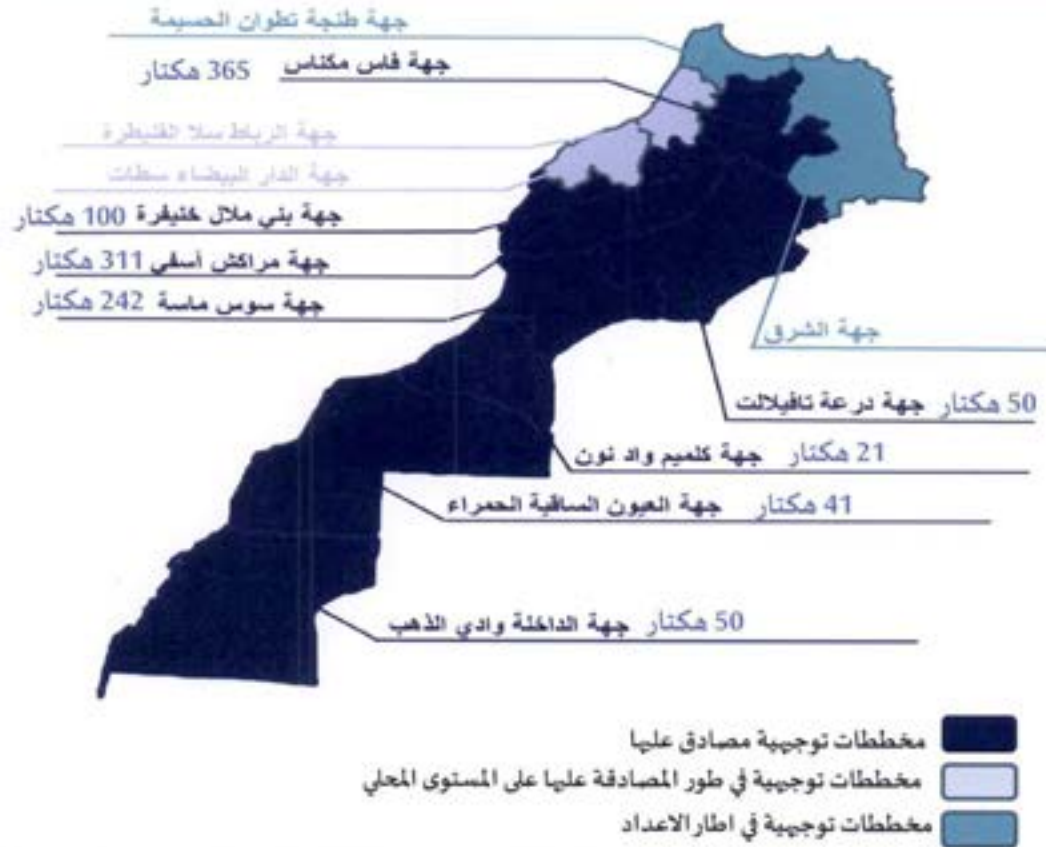 جهة طنجة تطوان الحسيمة
جهة فاس مكناس 365 هكتار
جهة الرباط سلا القنيطرة
جهة الدار البيضاء سطات
جهة بني ملال خنيفرة 100 هكتار
جهة مراكش أسفي 311 هكتار
جهة سوس ماسة 242 هكتار
جهة الشرق
جهة درعة تافيلالت 50 هكتار
جهة كلميم واد نون 21 هكتار
جهة العيون الساقية الحمراء 41 هكتار
جهة الداخلة وادي الذهب 50 هكتار
مخططات توجيهية مصادق عليها
مخططات توجيهية في طور المصادقة عليها على المستوى المحلي
مخططات توجيهية في اطار الاعداد